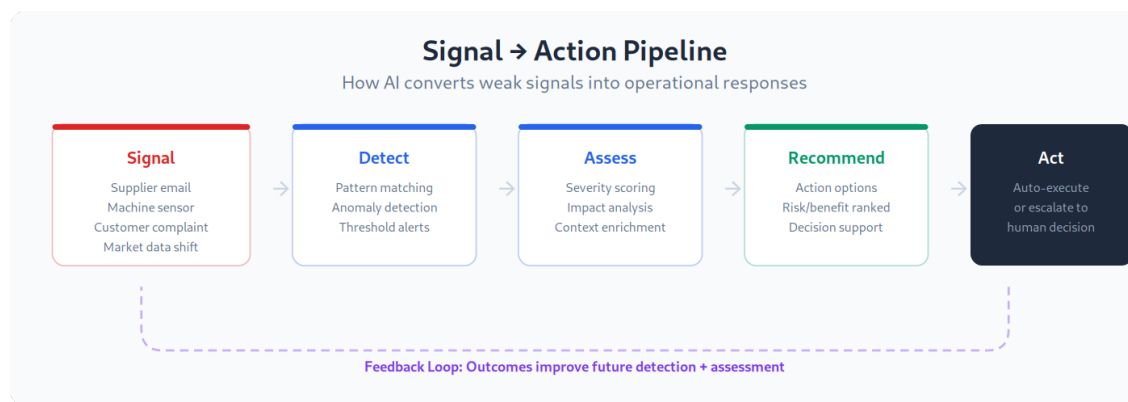 Signal → Action Pipeline
How AI converts weak signals into operational responses
Signal
Supplier email
Machine sensor
Customer complaint
Market data shift
→
Detect
Pattern matching
Anomaly detection
Threshold alerts
→
Assess
Severity scoring
Impact analysis
Context enrichment
→
Recommend
Action options
Risk/benefit ranked
Decision support
→
Act
Auto-execute
or escalate to
human decision
Feedback Loop: Outcomes improve future detection + assessment